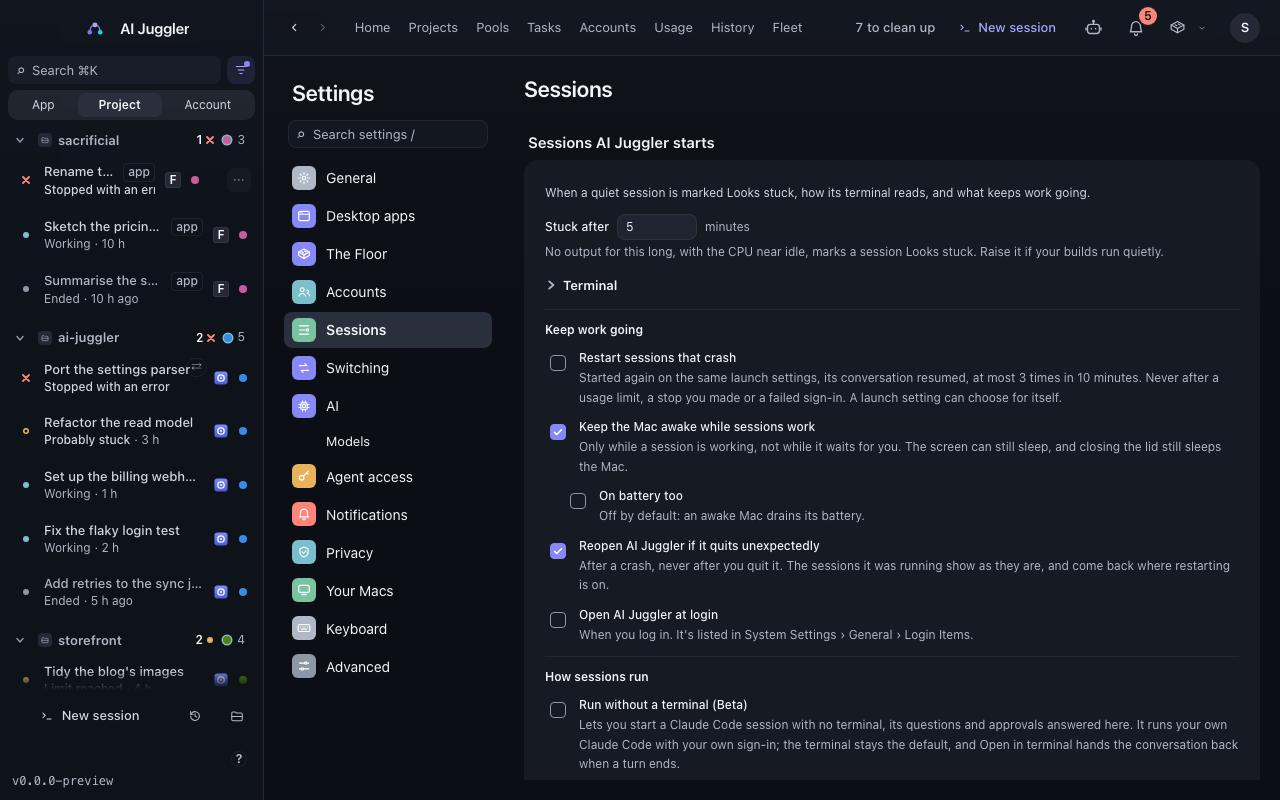 AI Juggler
Search ⌘K
App Project Account
sacrificial 1 3
Rename t... app F
Stopped with an err
Sketch the pricin... app F
Working · 10 h
Summarise the s... app F
Ended · 10 h ago
ai-juggler 2 5
Port the settings parser
Stopped with an error
Refactor the read model
Probably stuck · 3 h
Set up the billing webh...
Working · 1 h
Fix the flaky login test
Working · 2 h
Add retries to the sync j...
Ended · 5 h ago
storefront 2 4
Tidy the blog's images
Limit reached · 4 h
New session
?
v0.0.0-preview
Home Projects Pools Tasks Accounts Usage History Fleet 7 to clean up New session 5 S
Settings
Search settings /
General
Desktop apps
The Floor
Accounts
Sessions
Switching
AI
Models
Agent access
Notifications
Privacy
Your Macs
Keyboard
Advanced
Sessions
Sessions AI Juggler starts
When a quiet session is marked Looks stuck, how its terminal reads, and what keeps work going.
Stuck after 5 minutes
No output for this long, with the CPU near idle, marks a session Looks stuck. Raise it if your builds run quietly.
Terminal
Keep work going
Restart sessions that crash
Started again on the same launch settings, its conversation resumed, at most 3 times in 10 minutes. Never after a
usage limit, a stop you made or a failed sign-in. A launch setting can choose for itself.
Keep the Mac awake while sessions work
Only while a session is working, not while it waits for you. The screen can still sleep, and closing the lid still sleeps
the Mac.
On battery too
Off by default: an awake Mac drains its battery.
Reopen AI Juggler if it quits unexpectedly
After a crash, never after you quit it. The sessions it was running show as they are, and come back where restarting
is on.
Open AI Juggler at login
When you log in. It's listed in System Settings › General › Login Items.
How sessions run
Run without a terminal (Beta)
Lets you start a Claude Code session with no terminal, its questions and approvals answered here. It runs your own
Claude Code with your own sign-in; the terminal stays the default, and Open in terminal hands the conversation back
when a turn ends.